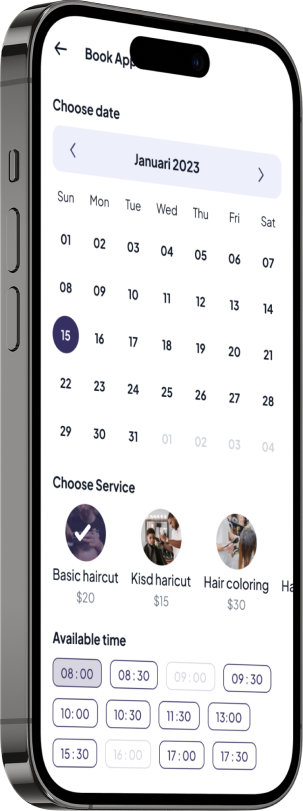 Book App
Choose date
Januari 2023
Sun Mon Tue Wed Thu Fri Sat
01 02 03 04 05 06 07
08 09 10 11 12 13 14
15 16 17 18 19 20 21
22 23 24 25 26 27 28
29 30 31 01 02 03 04
Choose Service
Basic haircut Kisd haricut Hair coloring Ha
$20 $15 $30
Available time
08:00 08:30 09:00 09:30
10:00 10:30 11:30 13:00
15:30 16:00 17:00 17:30